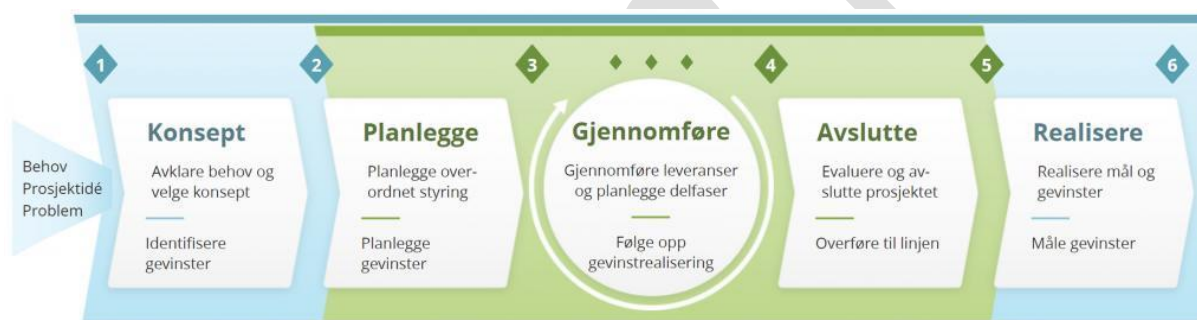 1
2
3
4
5
6
Behov
Prosjektidé
Problem
Konsept
Avklare behov og
velge konsept
Identifisere
gevinster
Planlegge
Planlegge over-
ordnet styring
Planlegge
gevinster
Gjennomføre
Gjennomføre leveranser
og planlegge delfaser
Følge opp
gevinstrealisering
Avslutte
Evaluere og av-
slutte prosjektet
Overføre til linjen
Realisere
Realisere mål og
gevinster
Måle gevinster